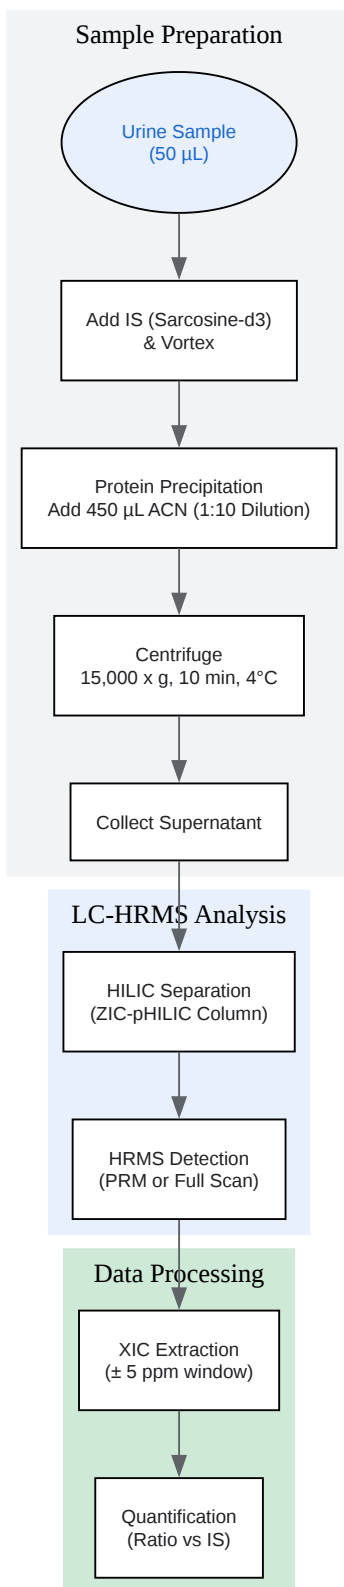 Sample Preparation
Urine Sample
(50 µL)
Add IS (Sarcosine-d3)
& Vortex
Protein Precipitation
Add 450 µL ACN (1:10 Dilution)
Centrifuge
15,000 x g, 10 min, 4°C
Collect Supernatant
LC-HRMS Analysis
HILIC Separation
(ZIC-pHILIC Column)
HRMS Detection
(PRM or Full Scan)
Data Processing
XIC Extraction
(± 5 ppm window)
Quantification
(Ratio vs IS)